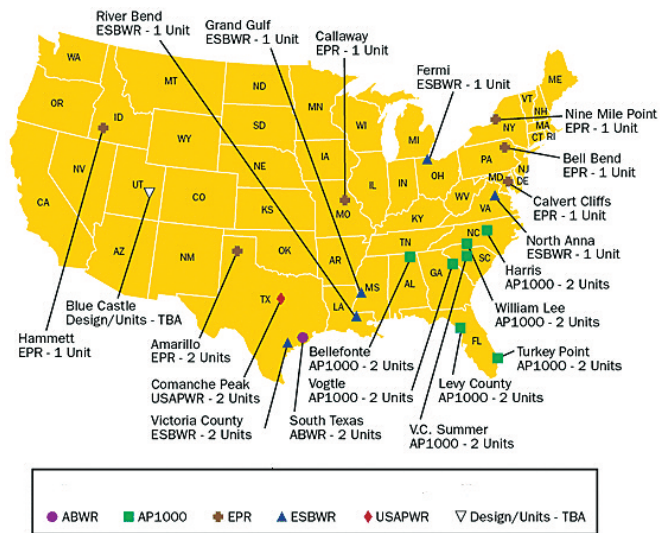 River Bend
ESBWR - 1 Unit
Grand Gulf
ESBWR - 1 Unit
Callaway
EPR - 1 Unit
Fermi
ESBWR - 1 Unit
Nine Mile Point
EPR - 1 Unit
Bell Bend
EPR - 1 Unit
Calvert Cliffs
EPR - 1 Unit
North Anna
ESBWR - 1 Unit
Harris
AP1000 - 2 Units
William Lee
AP1000 - 2 Units
Turkey Point
AP1000 - 2 Units
Levy County
AP1000 - 2 Units
V.C. Summer
AP1000 - 2 Units
Bellefonte
AP1000 - 2 Units
Vogtle
AP1000 - 2 Units
South Texas
ABWR - 2 Units
Victoria County
ESBWR - 2 Units
Comanche Peak
USAPWR - 2 Units
Amarillo
EPR - 2 Units
Blue Castle
Design/Units - TBA
Hammett
EPR - 1 Unit
WA
MT
ND
MN
ME
OR
ID
SD
WI
VT
NH
WY
MI
NY
MA
CT
RI
NV
UT
NE
IA
PA
NJ
CA
CO
IL
IN
OH
MD
DE
KS
MO
WV
VA
KY
AZ
NM
OK
AR
TN
NC
SC
TX
LA
MS
AL
GA
FL
ABWR
AP1000
EPR
ESBWR
USAPWR
Design/Units - TBA